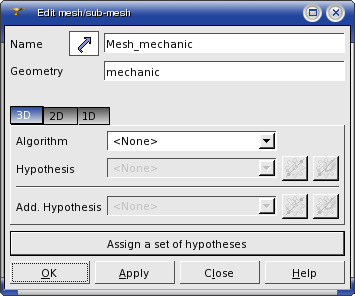 Edit mesh/sub-mesh
Name Mesh_mechanic
Geometry mechanic
3D 2D 1D
Algorithm <None>
Hypothesis <None>
Add. Hypothesis <None>
Assign a set of hypotheses
OK Apply Close Help